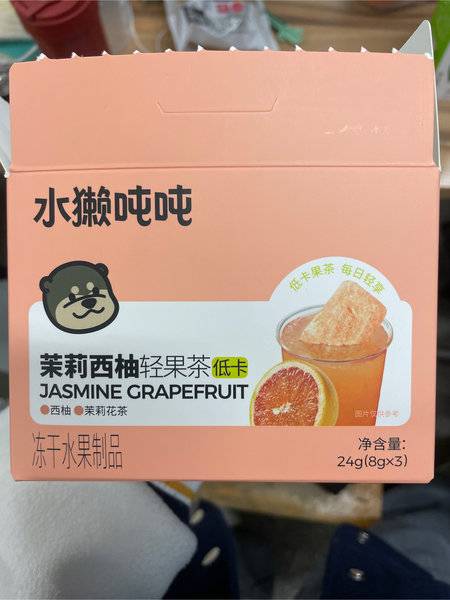 水獭吨吨
低卡果茶 每日轻享
茉莉西柚轻果茶 低卡
JASMINE GRAPEFRUIT
西柚 茉莉花茶
图片仅供参考
冻干水果制品
净含量:
24g(8g×3)